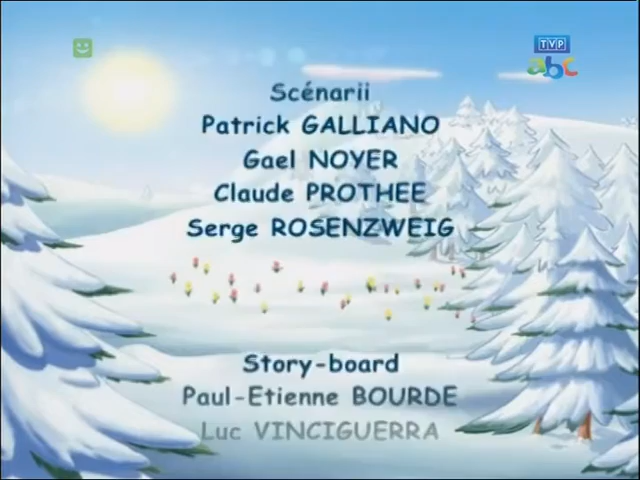 TVP
abc
Scénarii
Patrick GALLIANO
Gael NOYER
Claude PROTHEE
Serge ROSENZWEIG
Story-board
Paul-Etienne BOURDE
Luc VINCIGUERRA